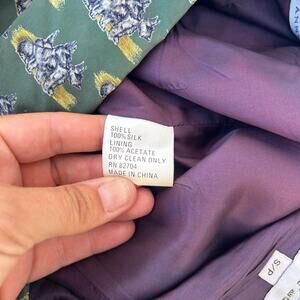 SHELL
100% SILK
LINING
100% ACETATE
DRY CLEAN ONLY
RN 82704
MADE IN CHINA
S/P